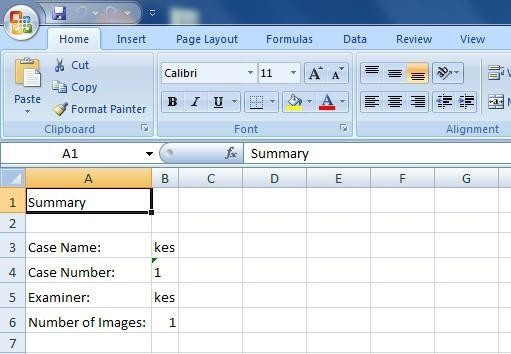 Home Insert Page Layout Formulas Data Review View
Paste
Cut
Copy
Format Painter
Calibri 11 A A
B I U A
Clipboard Font Alignment
A1 fx Summary
A B C D E F G
1 Summary
2
3 Case Name: kes
4 Case Number: 1
5 Examiner: kes
6 Number of Images: 1
7